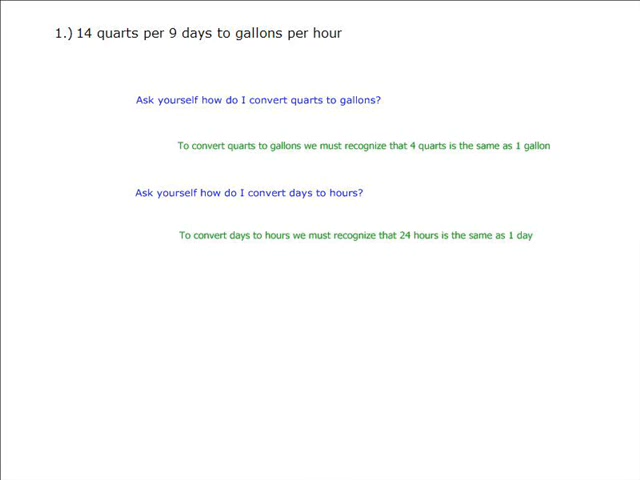 1.) 14 quarts per 9 days to gallons per hour
Ask yourself how do I convert quarts to gallons?
To convert quarts to gallons we must recognize that 4 quarts is the same as 1 gallon
Ask yourself how do I convert days to hours?
To convert days to hours we must recognize that 24 hours is the same as 1 day